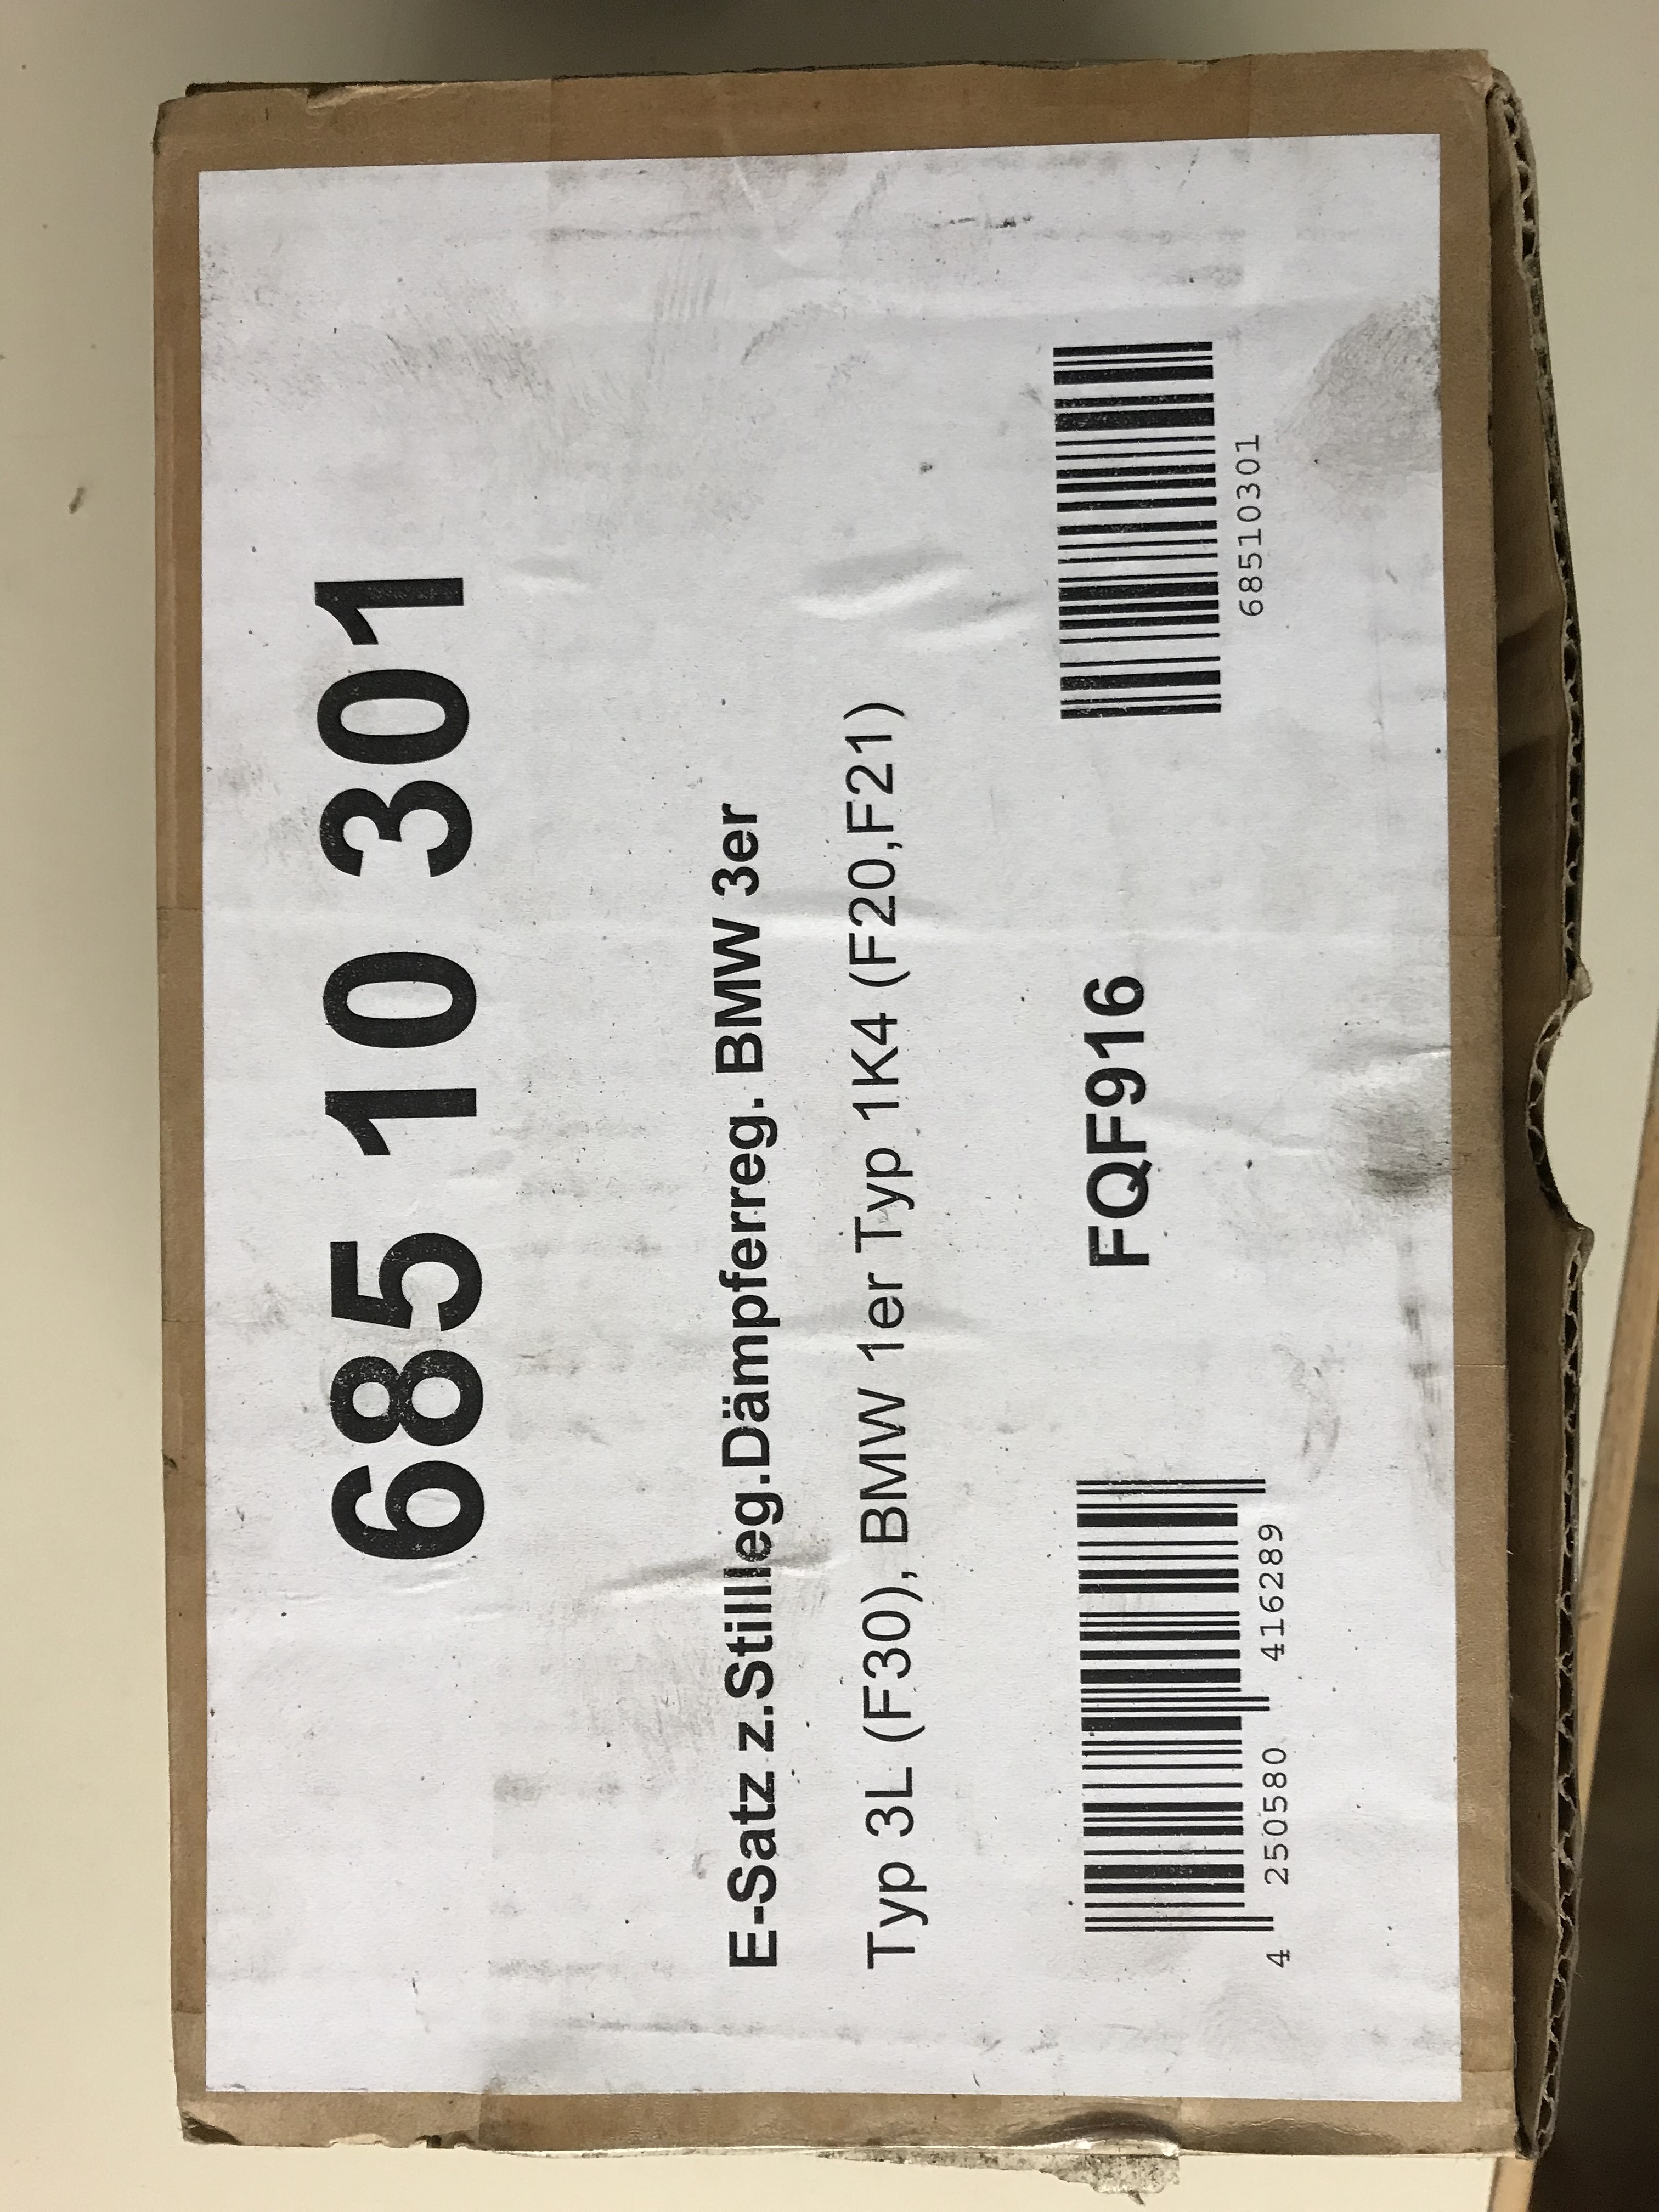 685 10 301
E-Satz z.Stillleg.Dämpferreg. BMW 3er
Typ 3L (F30), BMW 1er Typ 1K4 (F20,F21)
FQF916
4 250580 416289
68510301